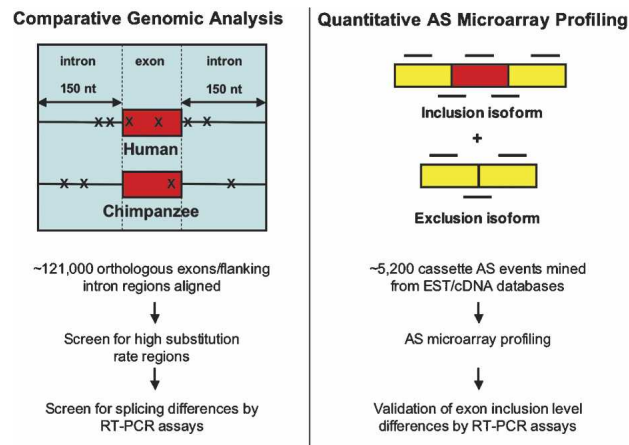 Comparative Genomic Analysis
intron exon intron
150 nt 150 nt
X X X X X X
Human
X X X X
Chimpanzee
~121,000 orthologous exons/flanking
intron regions aligned
Screen for high substitution
rate regions
Screen for splicing differences by
RT-PCR assays
Quantitative AS Microarray Profiling
Inclusion isoform
+
Exclusion isoform
~5,200 cassette AS events mined
from EST/cDNA databases
AS microarray profiling
Validation of exon inclusion level
differences by RT-PCR assays